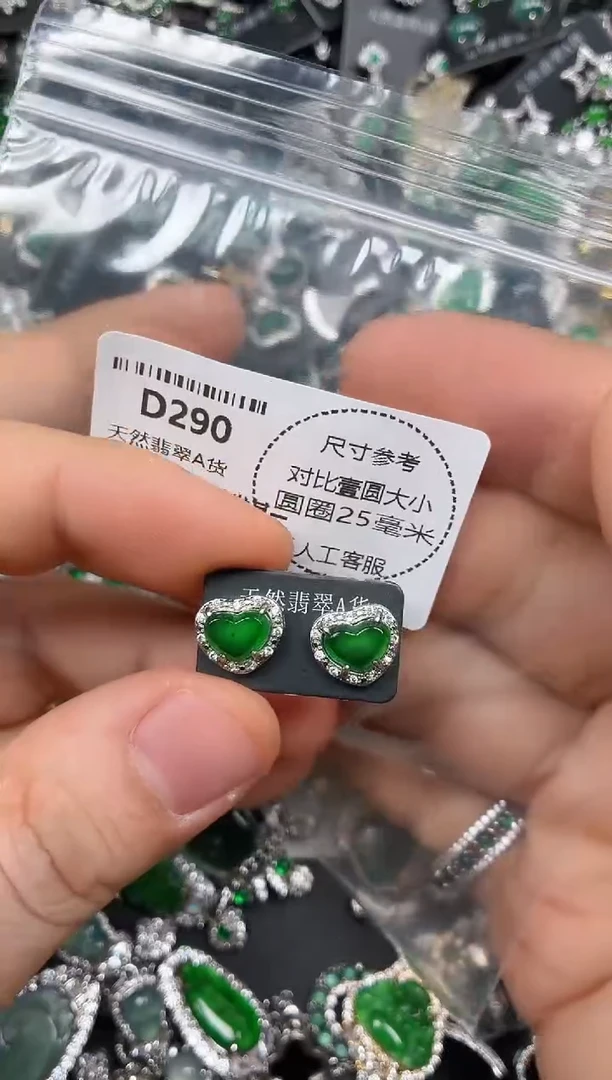 D290
天然翡翠A货
尺寸参考
对比壹圆大小
圆圈25毫米
人工客服
天然翡翠A货